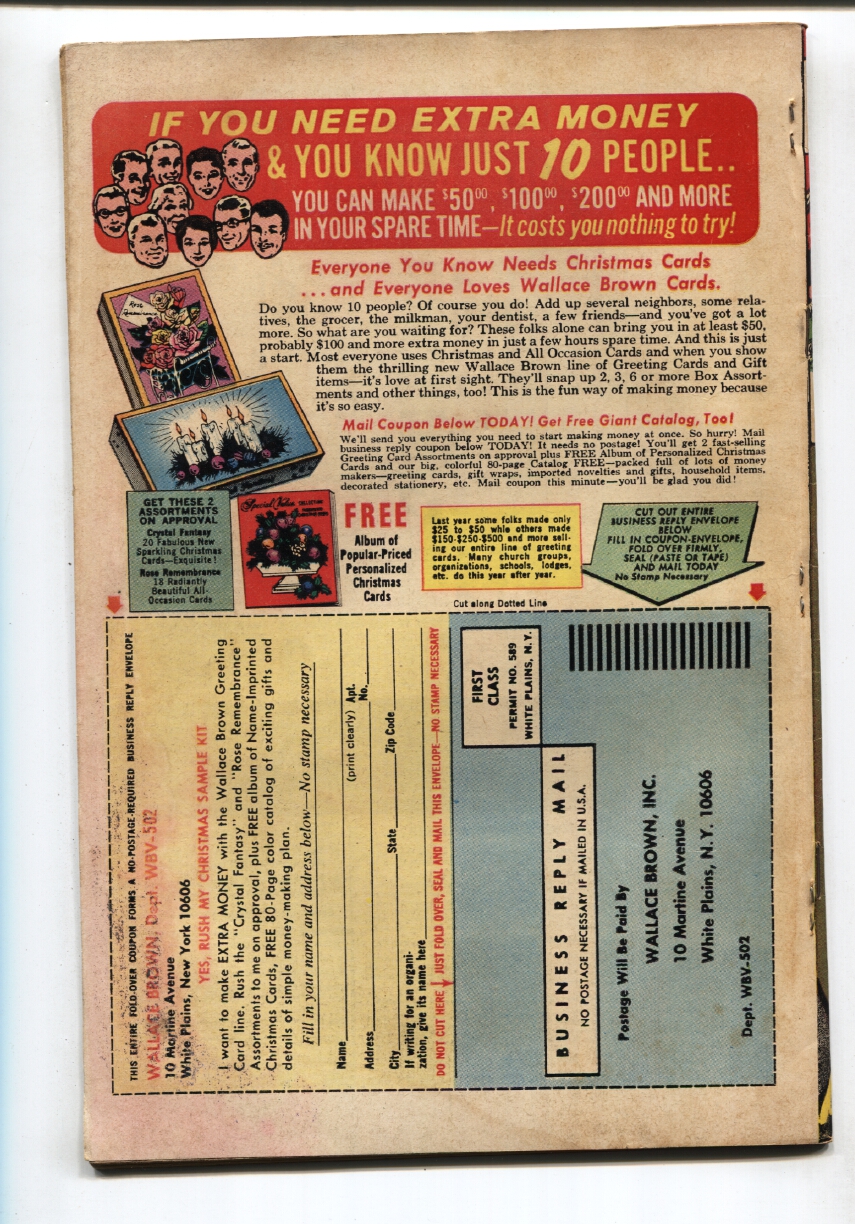 IF YOU NEED EXTRA MONEY
& YOU KNOW JUST 10 PEOPLE..
YOU CAN MAKE $50⁰⁰, $100⁰⁰, $200⁰⁰ AND MORE
IN YOUR SPARE TIME—It costs you nothing to try!
Everyone You Know Needs Christmas Cards
...and Everyone Loves Wallace Brown Cards.
Do you know 10 people? Of course you do! Add up several neighbors, some rela-
tives, the grocer, the milkman, your dentist, a few friends—and you've got a lot
more. So what are you waiting for? These folks alone can bring you in at least $50,
probably $100 and more extra money in just a few hours spare time. And this is just
a start. Most everyone uses Christmas and All Occasion Cards and when you show
them the thrilling new Wallace Brown line of Greeting Cards and Gift
items—it's love at first sight. They'll snap up 2, 3, 6 or more Box Assort-
ments and other things, too! This is the fun way of making money because
it's so easy.
Mail Coupon Below TODAY! Get Free Giant Catalog, Too!
We'll send you everything you need to start making money at once. So hurry! Mail
business reply coupon below TODAY! It needs no postage! You'll get 2 fast-selling
Greeting Card Assortments on approval plus FREE Album of Personalized Christmas
Cards and our big, colorful 80-page Catalog FREE—packed full of lots of money
makers—greeting cards, gift wraps, imported novelties and gifts, household items,
decorated stationery, etc. Mail coupon this minute—you'll be glad you did!
Rose
GET THESE 2
ASSORTMENTS
ON APPROVAL
Crystal Fantasy
20 Fabulous New
Sparkling Christmas
Cards—Exquisite!
Rose Remembrance
18 Radiantly
Beautiful All-
Occasion Cards
Special Value
FREE
Album of
Popular-Priced
Personalized
Christmas
Cards
Last year some folks made only
$25 to $50 while others made
$150-$250-$500 and more sell-
ing our entire line of greeting
cards. Many church groups,
organizations, schools, lodges,
etc. do this year after year.
CUT OUT ENTIRE
BUSINESS REPLY ENVELOPE
BELOW
FILL IN COUPON-ENVELOPE,
FOLD OVER FIRMLY,
SEAL (PASTE OR TAPE)
AND MAIL TODAY
No Stamp Necessary
Cut along Dotted Line
THIS ENTIRE FOLD-OVER COUPON FORMS A NO-POSTAGE-REQUIRED BUSINESS REPLY ENVELOPE
WALLACE BROWN, Dept. WBV-502
10 Martine Avenue
White Plains, New York 10606
YES, RUSH MY CHRISTMAS SAMPLE KIT
I want to make EXTRA MONEY with the Wallace Brown Greeting
Card line. Rush the "Crystal Fantasy" and "Rose Remembrance"
Assortments to me on approval, plus FREE album of Name-Imprinted
Christmas Cards, FREE 80-Page color catalog of exciting gifts and
details of simple money-making plan.
Fill in your name and address below—No stamp necessary
Name
(print clearly)
Address
Apt. No.
City
State
Zip Code
If writing for an organi-
zation, give its name here
DO NOT CUT HERE JUST FOLD OVER, SEAL AND MAIL THIS ENVELOPE—NO STAMP NECESSARY
FIRST
CLASS
PERMIT NO. 589
WHITE PLAINS, N.Y.
BUSINESS REPLY MAIL
NO POSTAGE NECESSARY IF MAILED IN U.S.A.
Postage Will Be Paid By
WALLACE BROWN, INC.
10 Martine Avenue
White Plains, N.Y. 10606
Dept. WBV-502